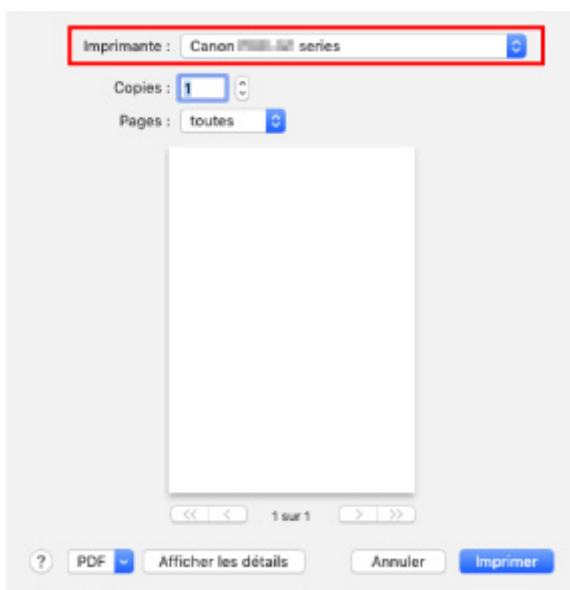 Imprimante : Canon series
Copies : 1
Pages : toutes
<< < 1 sur 1 > >>
? PDF Afficher les détails Annuler Imprimer